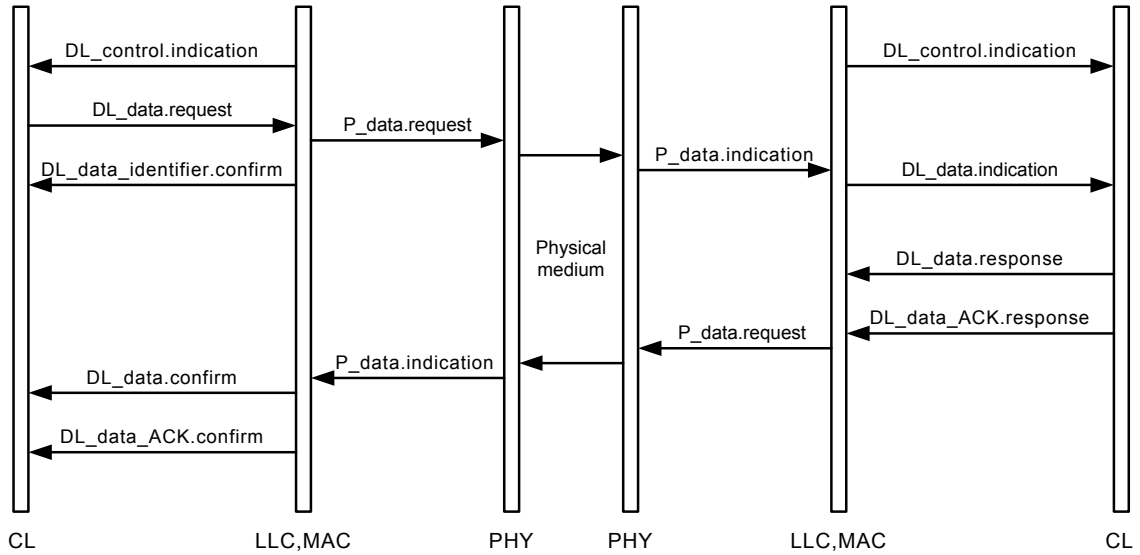 DL_control.indication
DL_control.indication
DL_data.request
P_data.request
P_data.indication
DL_data_identifier.confirm
DL_data.indication
Physical
medium
DL_data.response
DL_data_ACK.response
P_data.request
P_data.indication
DL_data.confirm
DL_data_ACK.confirm
CL
LLC,MAC
PHY
PHY
LLC,MAC
CL